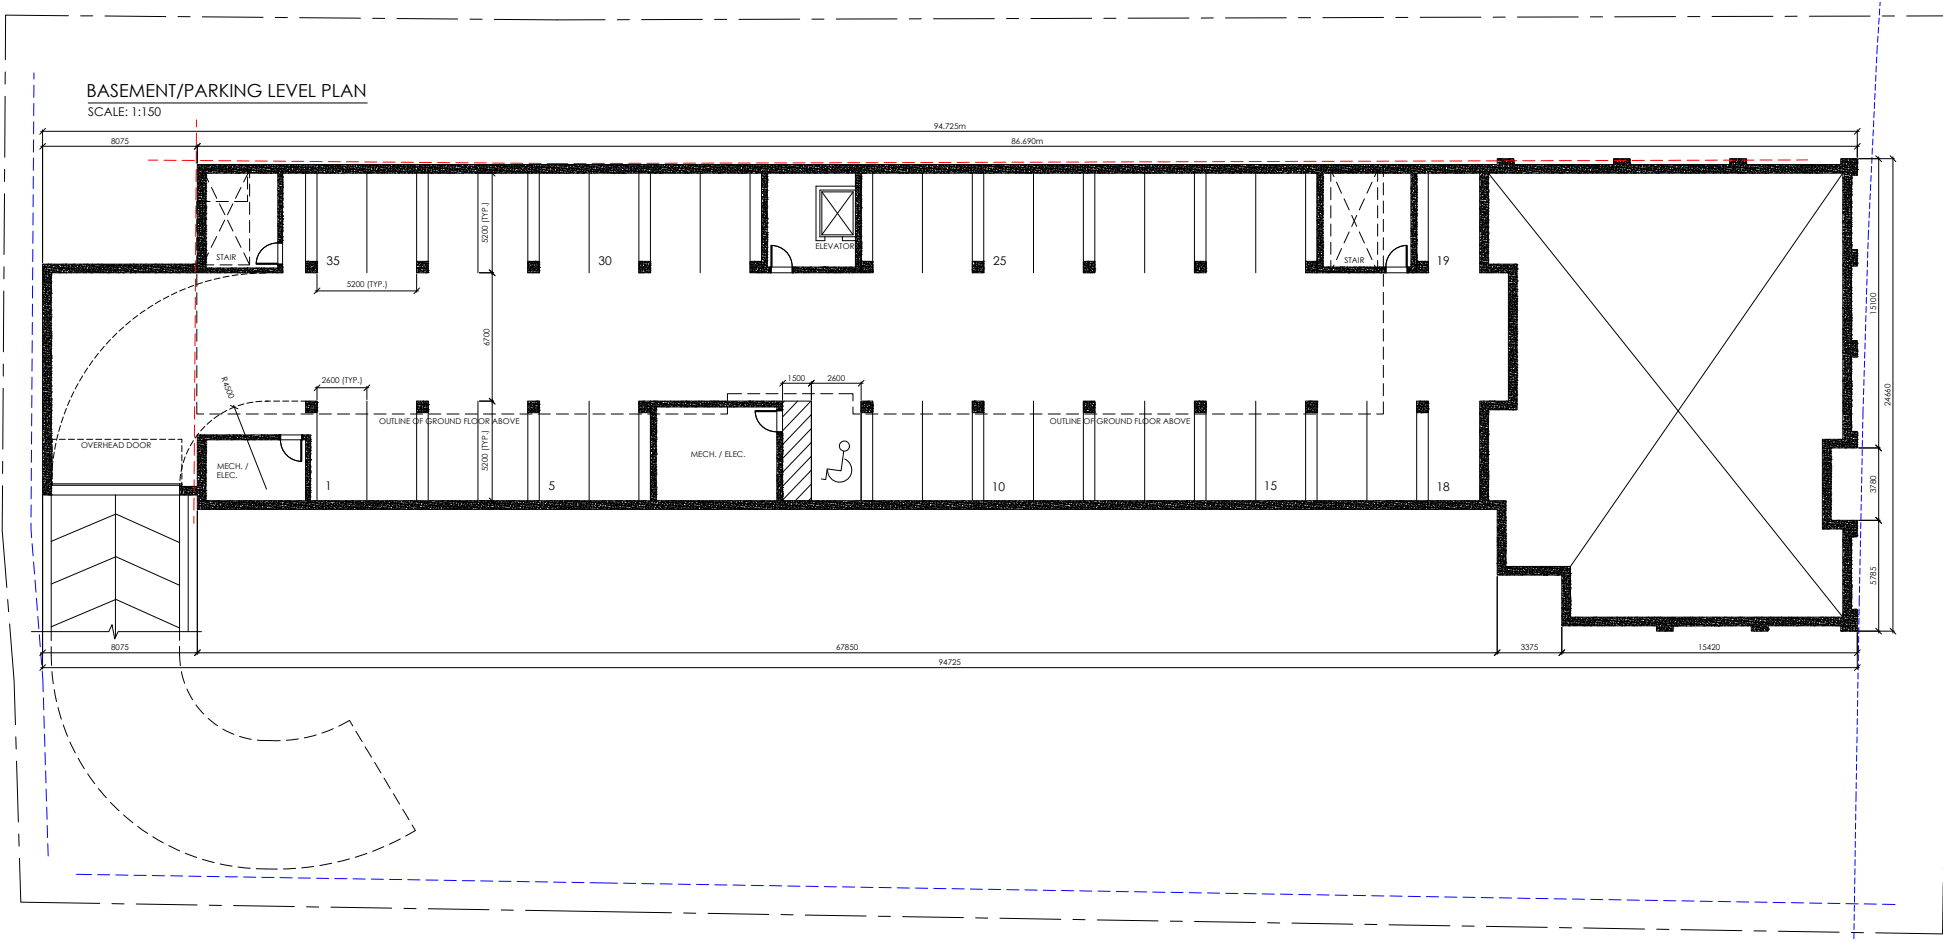 BASEMENT/PARKING LEVEL PLAN
SCALE: 1:150
94.725m
8075
86.690m
STAIR
35
5200 (TYP.)
30
ELEVATOR
25
STAIR
19
5200 (TYP.)
6700
15100
24660
R4500
2600 (TYP.)
1500
2600
OUTLINE OF GROUND FLOOR ABOVE
OUTLINE OF GROUND FLOOR ABOVE
OVERHEAD DOOR
MECH. /
ELEC.
5200 (TYP.)
MECH. / ELEC.
1
5
10
15
18
3780
5785
8075
67850
3375
15420
94725